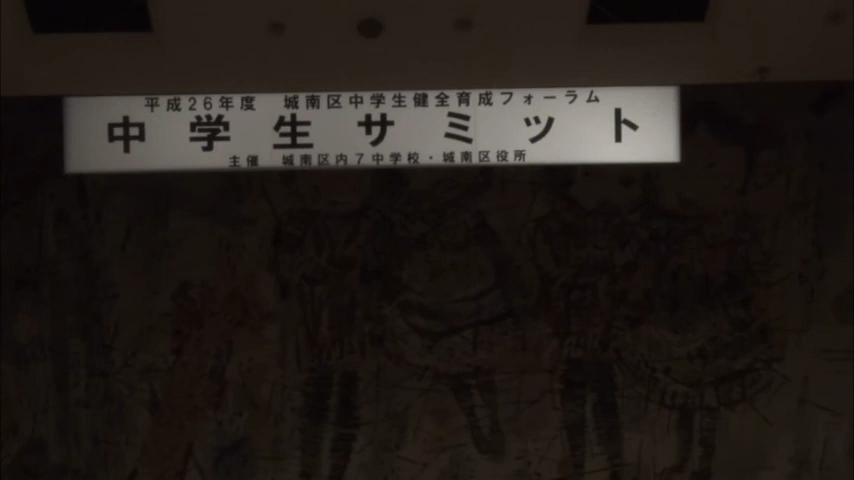 平成26年度　城南区中学生健全育成フォーラム
中学生サミット
主催　城南区内7中学校・城南区役所